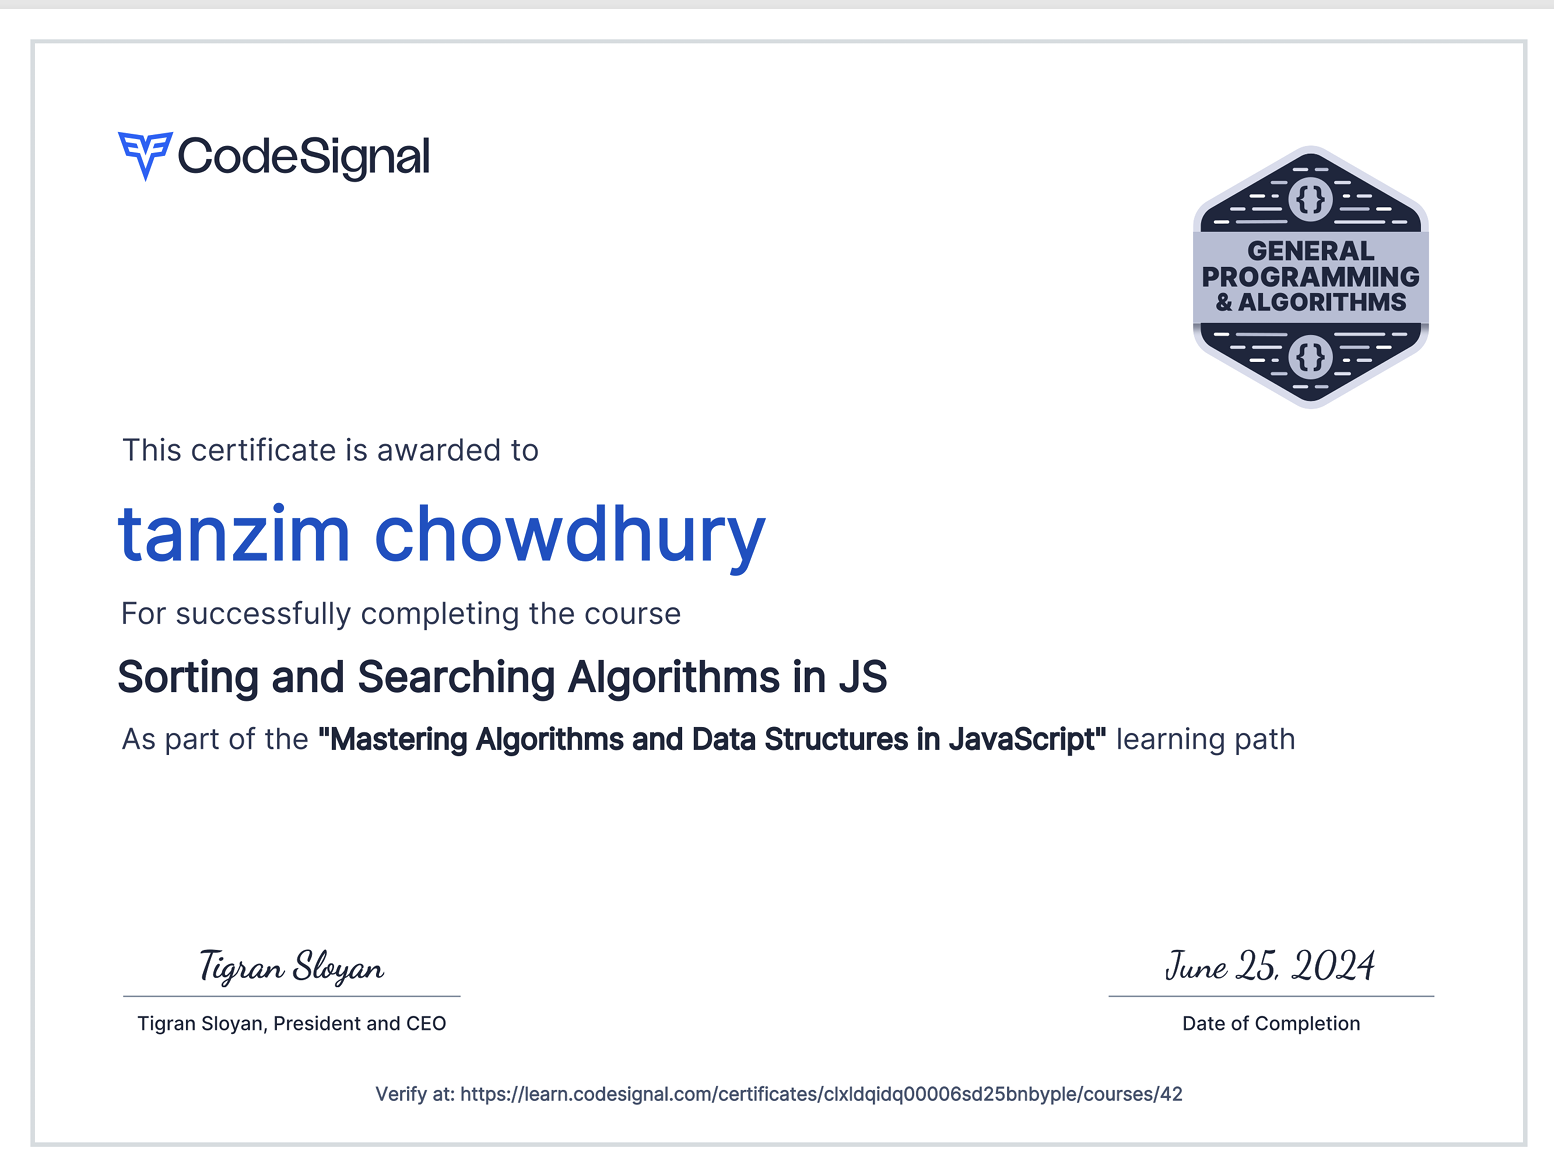 CodeSignal
{}
GENERAL
PROGRAMMING
& ALGORITHMS
{}
This certificate is awarded to
tanzim chowdhury
For successfully completing the course
Sorting and Searching Algorithms in JS
As part of the "Mastering Algorithms and Data Structures in JavaScript" learning path
Tigran Sloyan
Tigran Sloyan, President and CEO
June 25, 2024
Date of Completion
Verify at: https://learn.codesignal.com/certificates/clxldqidq00006sd25bnbyple/courses/42